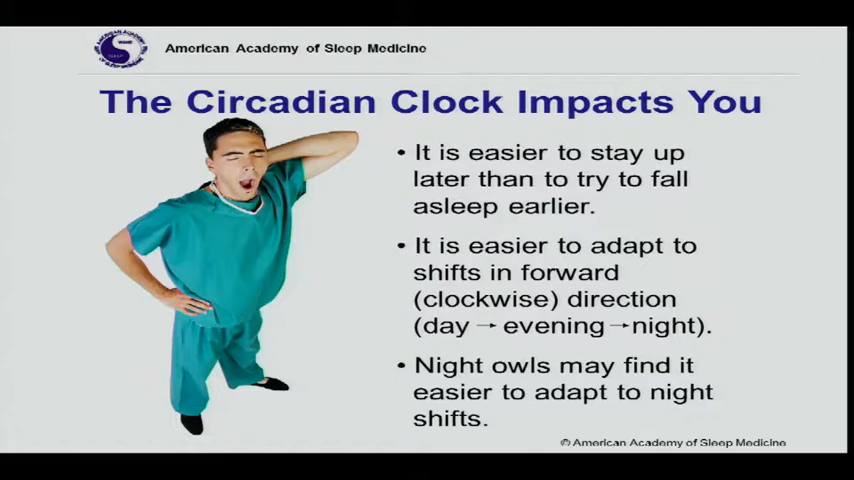 American Academy of Sleep Medicine
The Circadian Clock Impacts You
• It is easier to stay up
later than to try to fall
asleep earlier.
• It is easier to adapt to
shifts in forward
(clockwise) direction
(day → evening → night).
• Night owls may find it
easier to adapt to night
shifts.
© American Academy of Sleep Medicine